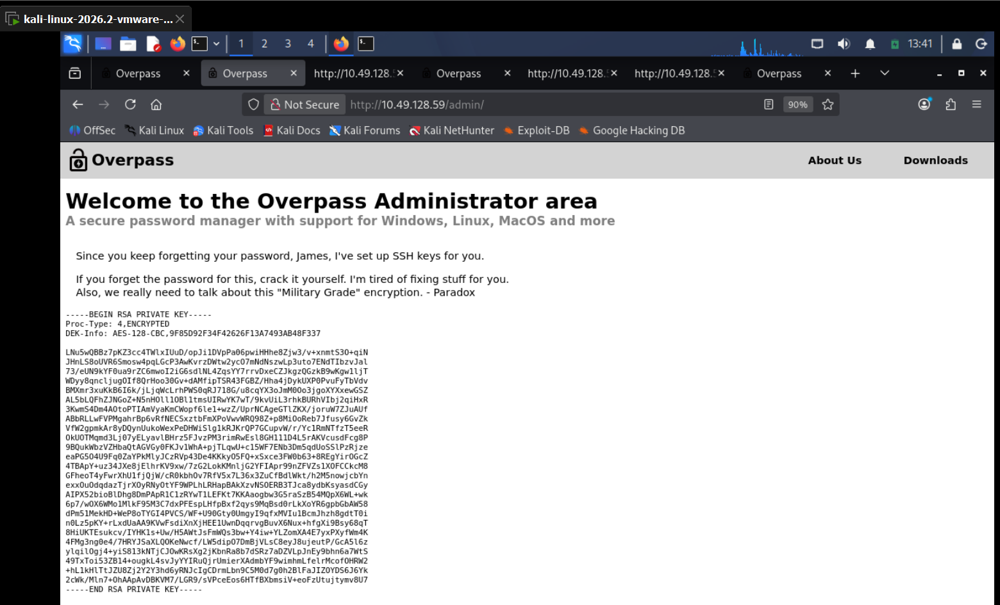 kali-linux-2026.2-vmware-...
1 2 3 4
13:41
Overpass
Overpass
http://10.49.128.
Overpass
http://10.49.128.
http://10.49.128.
Overpass
Not Secure
http://10.49.128.59/admin/
90%
OffSec
Kali Linux
Kali Tools
Kali Docs
Kali Forums
Kali NetHunter
Exploit-DB
Google Hacking DB
Overpass
About Us
Downloads
Welcome to the Overpass Administrator area
A secure password manager with support for Windows, Linux, MacOS and more
Since you keep forgetting your password, James, I've set up SSH keys for you.
If you forget the password for this, crack it yourself. I'm tired of fixing stuff for you.
Also, we really need to talk about this "Military Grade" encryption. - Paradox
-----BEGIN RSA PRIVATE KEY-----
Proc-Type: 4,ENCRYPTED
DEK-Info: AES-128-CBC,9F85D92F34F42626F13A7493AB48F337

LNu5wQBBz7pKZ3cc4TWlxIUuD/opJi1DVpPa06pwiHHhe8Zjw3/v+xnmtS3O+qiN
JHnLS8oUVR6Smosw4pqLGcP3AwKvrzDWtw2ycO7mNdNszwLp3uto7ENdTIbzvJal
73/eUN9kYF0ua9rZC6mwoI2iG6sdlNL4ZqsYY7rrvDxeCZJkgzQGzkB9wKgw1ljT
WDyy8qncljugOIf8QrHoo30Gv+dAMfipTSR43FGBZ/Hha4jDykUXP0PvuFyTbVdv
BMXmr3xuKkB6I6k/jLjqWcLrhPWS0qRJ718G/u8cqYX3oJmM0Oo3jgoXYXxewGSZ
AL5bLQFhZJNGoZ+N5nHOll1OBl1tmsUIRwYK7wT/9kvUiL3rhkBURhVIbj2qiHxR
3KwmS4Dm4AOtoPTIAmVyaKmCWopf6le1+wzZ/UprNCAgeGTlZKX/joruW7ZJuAUf
ABbRLLwFVPMgahrBp6vRfNECSxztbFmXPoVwvWRQ98Z+p8MiOoReb7Jfusy6GvZk
VfW2gpmkAr8yDQynUukoWexPeDHWiSlg1kRJKrQP7GCupvW/r/Yc1RmNTfzT5eeR
OkUOTMqmd3Lj07yELyavlBHrz5FJvzPM3rimRwEsl8GH111D4L5rAKVcusdFcg8P
9BQukWbzVZHbaQtAGVGy0FKJv1WhA+pjTLqwU+c15WF7ENb3Dm5qdUoSSlPzRjze
eaPG5O4U9Fq0ZaYPkMlyJCzRVp43De4KKkyO5FQ+xSxce3FW0b63+8REgYirOGcZ
4TBApY+uz34JXe8jElhrKV9xw/7zG2LokKMnljG2YFIApr99nZFVZs1XOFCCkcM8
GFheoT4yFwrXhU1fjQjW/cR0kbhOv7RfV5x7L36x3ZuCfBdlWkt/h2M5nowjcbYn
exxOuOdqdazTjrXOyRNyOtYF9WPLhLRHapBAkXzvNSOERB3TJca8ydbKsyasdCGy
AIPX52bioBlDhg8DmPApR1C1zRYwT1LEFKt7KKAaogbw3G5raSzB54MQpX6WL+wk
6p7/wOX6WMo1MlkF95M3C7dxPFEspLHfpBxf2qys9MqBsd0rLkXoYR6gpbGbAW58
dPm51MekHD+WeP8oTYGI4PVCS/WF+U90Gty0UmgyI9qfxMVIu1BcmJhzh8gdtT0i
n0Lz5pKY+rLxdUaAA9KVwFsdiXnXjHEE1UwnDqqrvgBuvX6Nux+hfgXi9Bsy68qT
8HiUKTEsukcv/IYHK1s+Uw/H5AWtJsFmWQs3bw+Y4iw+YLZomXA4E7yxPXyfWm4K
4FMg3ng0e4/7HRYJSaXLQOKeNwcf/LW5dipO7DmBjVLsC8eyJ8ujeutP/GcA5l6z
ylqilOgj4+yiS813kNTjCJOwKRsXg2jKbnRa8b7dSRz7aDZVLpJnEy9bhn6a7WtS
49TxToi53ZB14+ougkL4svJyYYIRuQjrUmierXAdmbYF9wimhmLfelrMcofOHRW2
+hL1kHlTtJZU8Zj2Y2Y3hd6yRNJcIgCDrmLbn9C5M0d7g0h2BlFaJIZOYDS6J6Yk
2cWk/Mln7+OhAApAvDBKVM7/LGR9/sVPceEos6HTfBXbmsiV+eoFzUtujtymv8U7
-----END RSA PRIVATE KEY-----